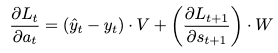 ∂L_t/∂a_t = (ŷ_t − y_t) · V + (∂L_{t+1}/∂s_{t+1}) · W